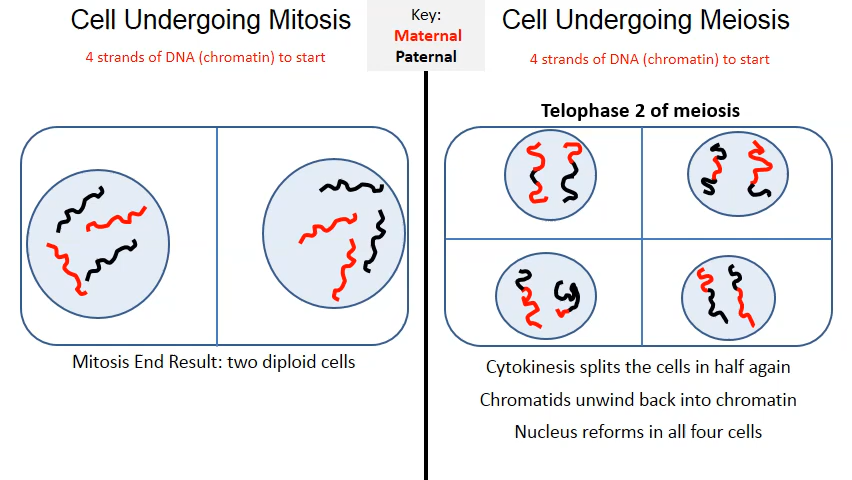 Cell Undergoing Mitosis
4 strands of DNA (chromatin) to start
Key:
Maternal
Paternal
Cell Undergoing Meiosis
4 strands of DNA (chromatin) to start
Telophase 2 of meiosis
Mitosis End Result: two diploid cells
Cytokinesis splits the cells in half again
Chromatids unwind back into chromatin
Nucleus reforms in all four cells